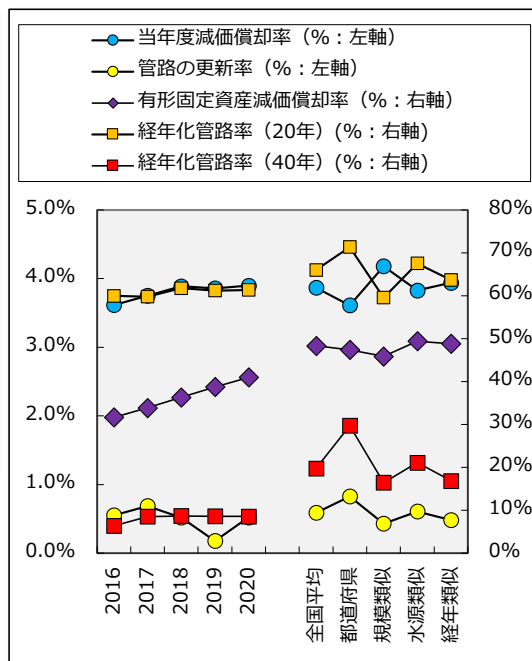 当年度減価償却率（%：左軸）
管路の更新率（%：左軸）
有形固定資産減価償却率（%：右軸）
経年化管路率（20年）(%：右軸)
経年化管路率（40年）(%：右軸)
5.0%
4.0%
3.0%
2.0%
1.0%
0.0%
80%
70%
60%
50%
40%
30%
20%
10%
0%
2016
2017
2018
2019
2020
全国平均
都道府県
規模類似
水源類似
経年類似